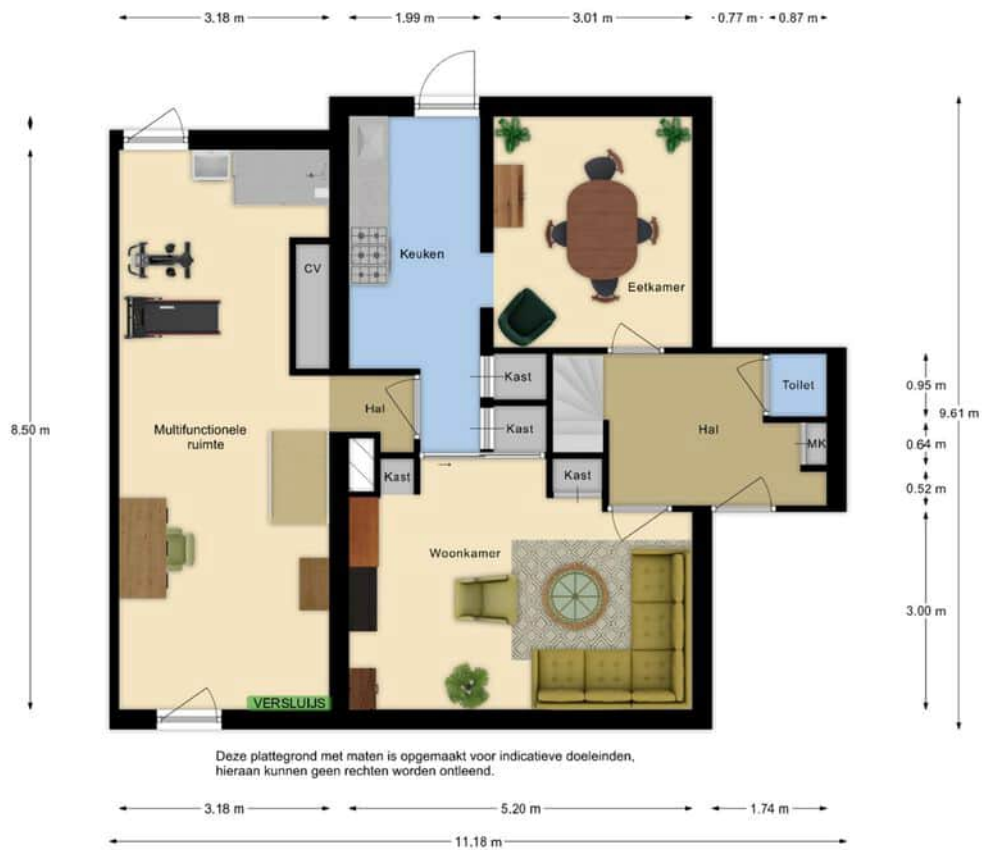 3.18 m
1.99 m
3.01 m
0.77 m
0.87 m
Keuken
CV
Eetkamer
Kast
Toilet
0.95 m
9.61 m
8.50 m
Multifunctionele
ruimte
Hal
Kast
Hal
MK
0.64 m
Kast
Kast
0.52 m
Woonkamer
3.00 m
VERSLUIJS
Deze plattegrond met maten is opgemaakt voor indicatieve doeleinden,
hieraan kunnen geen rechten worden ontleend.
3.18 m
5.20 m
1.74 m
11.18 m